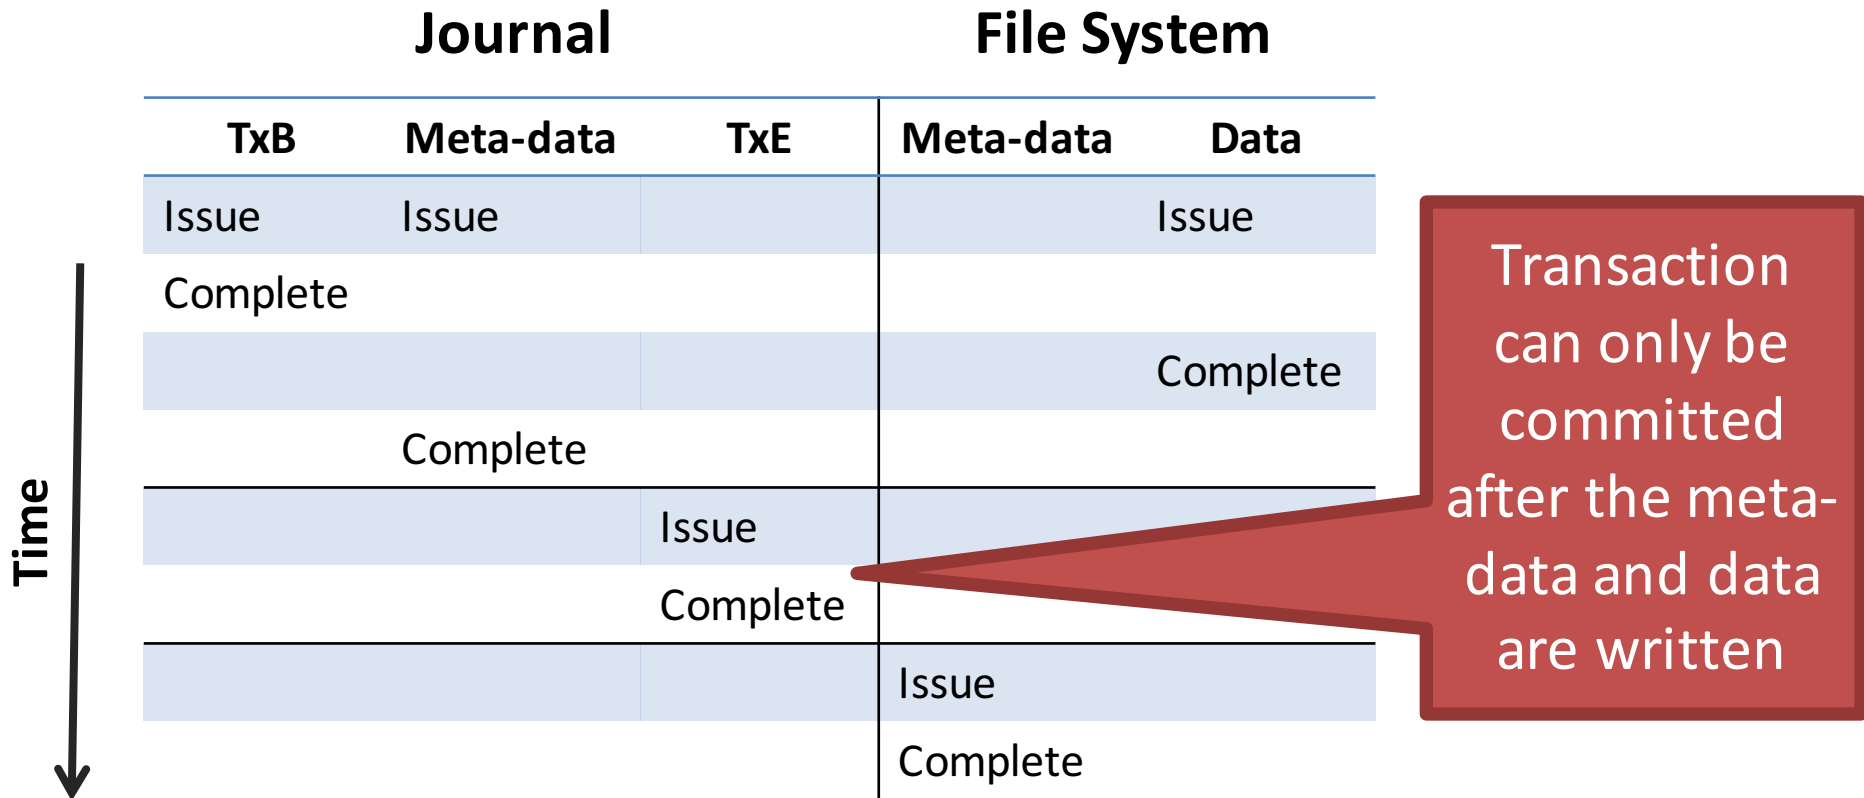 Journal File System
TxB Meta-data TxE Meta-data Data
Issue Issue Issue
Complete
Complete
Complete
Issue
Complete
Issue
Complete
Time
Transaction
can only be
committed
after the meta-
data and data
are written